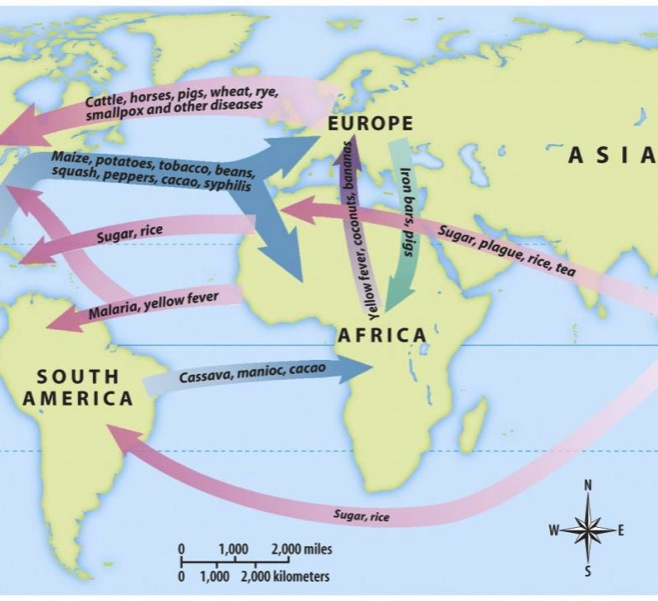 Cattle, horses, pigs, wheat, rye,
smallpox and other diseases
EUROPE
ASIA
Maize, potatoes, tobacco, beans,
squash, peppers, cacao, syphilis
Yellow fever, coconuts, bananas
Iron bars, pigs
Sugar, rice
Sugar, plague, rice, tea
Malaria, yellow fever
AFRICA
SOUTH
AMERICA
Cassava, manioc, cacao
Sugar, rice
N
W
E
S
0 1,000 2,000 miles
0 1,000 2,000 kilometers